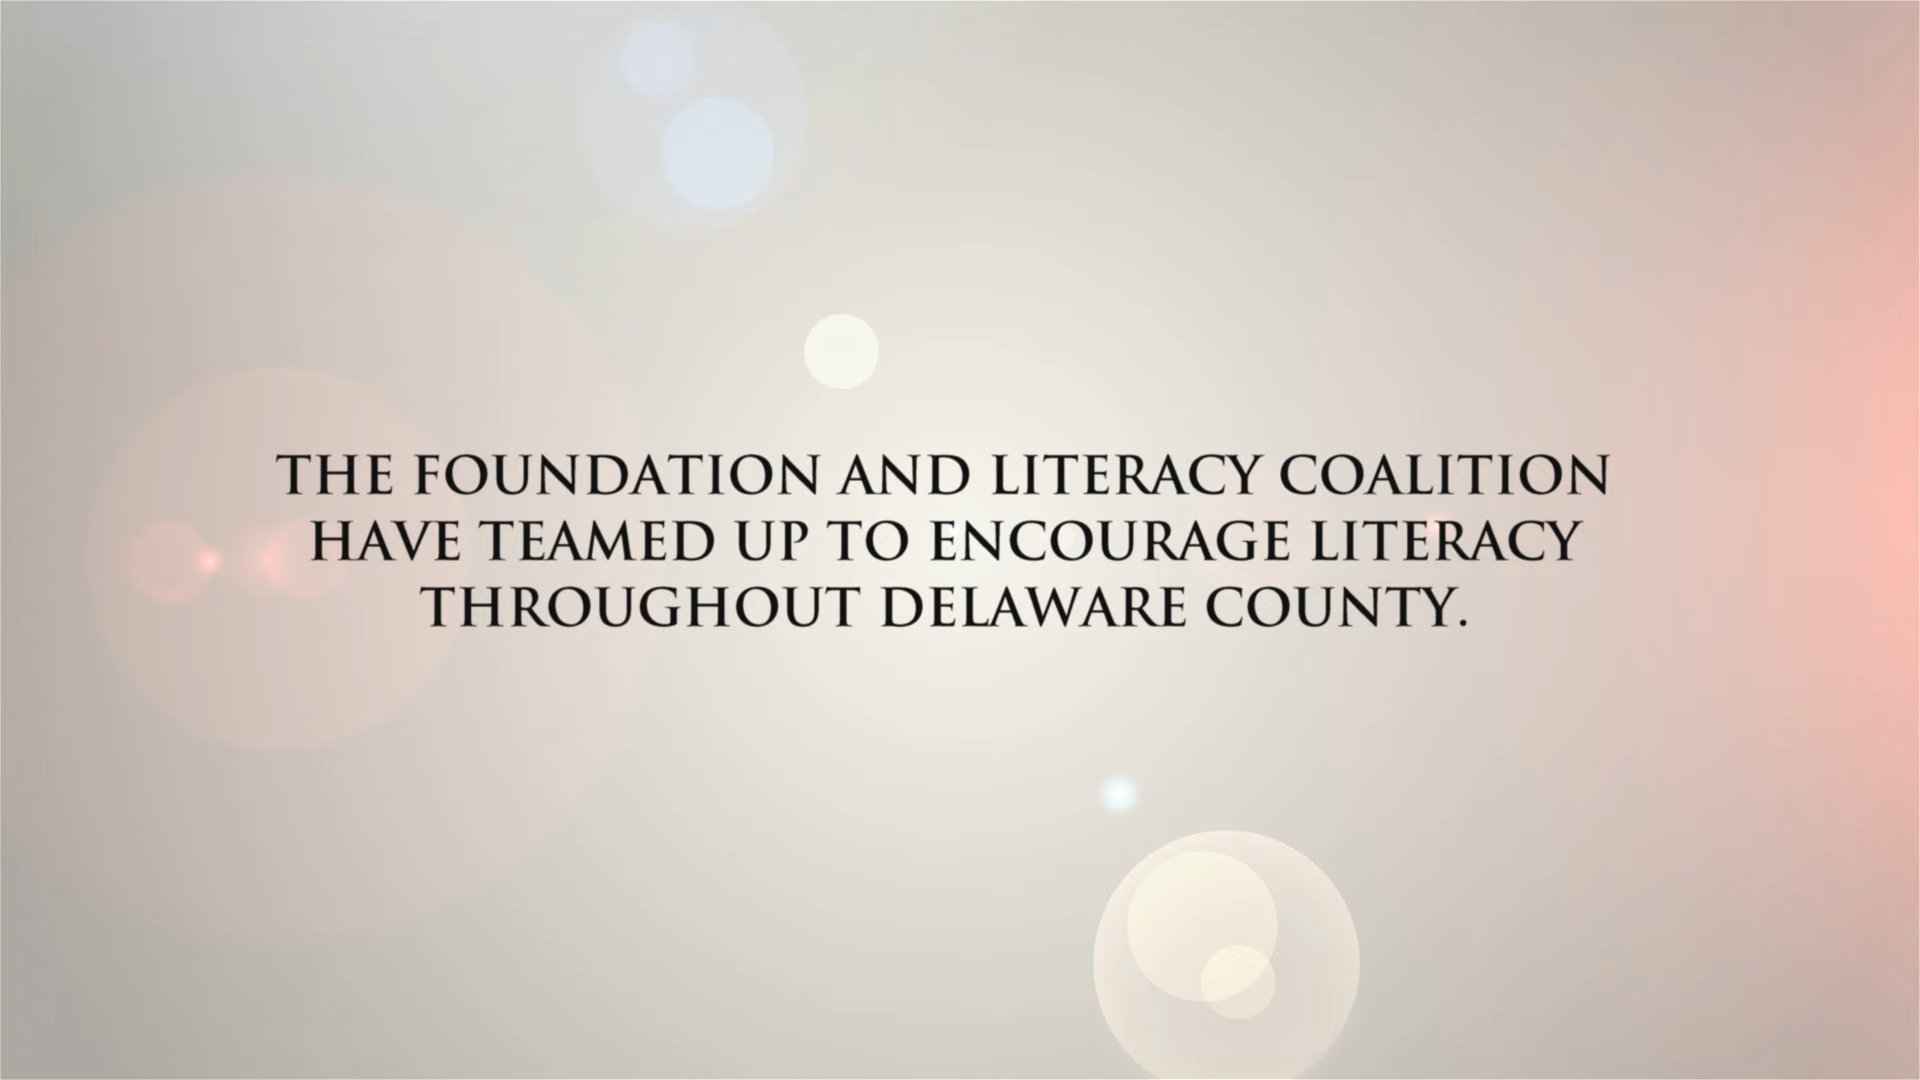 THE FOUNDATION AND LITERACY COALITION
HAVE TEAMED UP TO ENCOURAGE LITERACY
THROUGHOUT DELAWARE COUNTY.